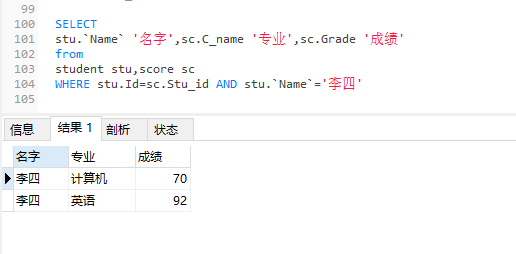 99
100 SELECT
101 stu.`Name` '名字',sc.C_name '专业',sc.Grade '成绩'
102 from
103 student stu,score sc
104 WHERE stu.Id=sc.Stu_id AND stu.`Name`='李四'
105
信息 结果 1 剖析 状态
名字 专业 成绩
李四 计算机 70
李四 英语 92